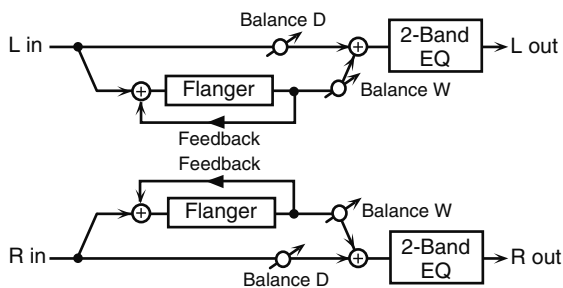 Balance D
L in
2-Band
EQ
L out
Flanger
Balance W
Feedback
Feedback
Flanger
Balance W
R in
2-Band
EQ
R out
Balance D